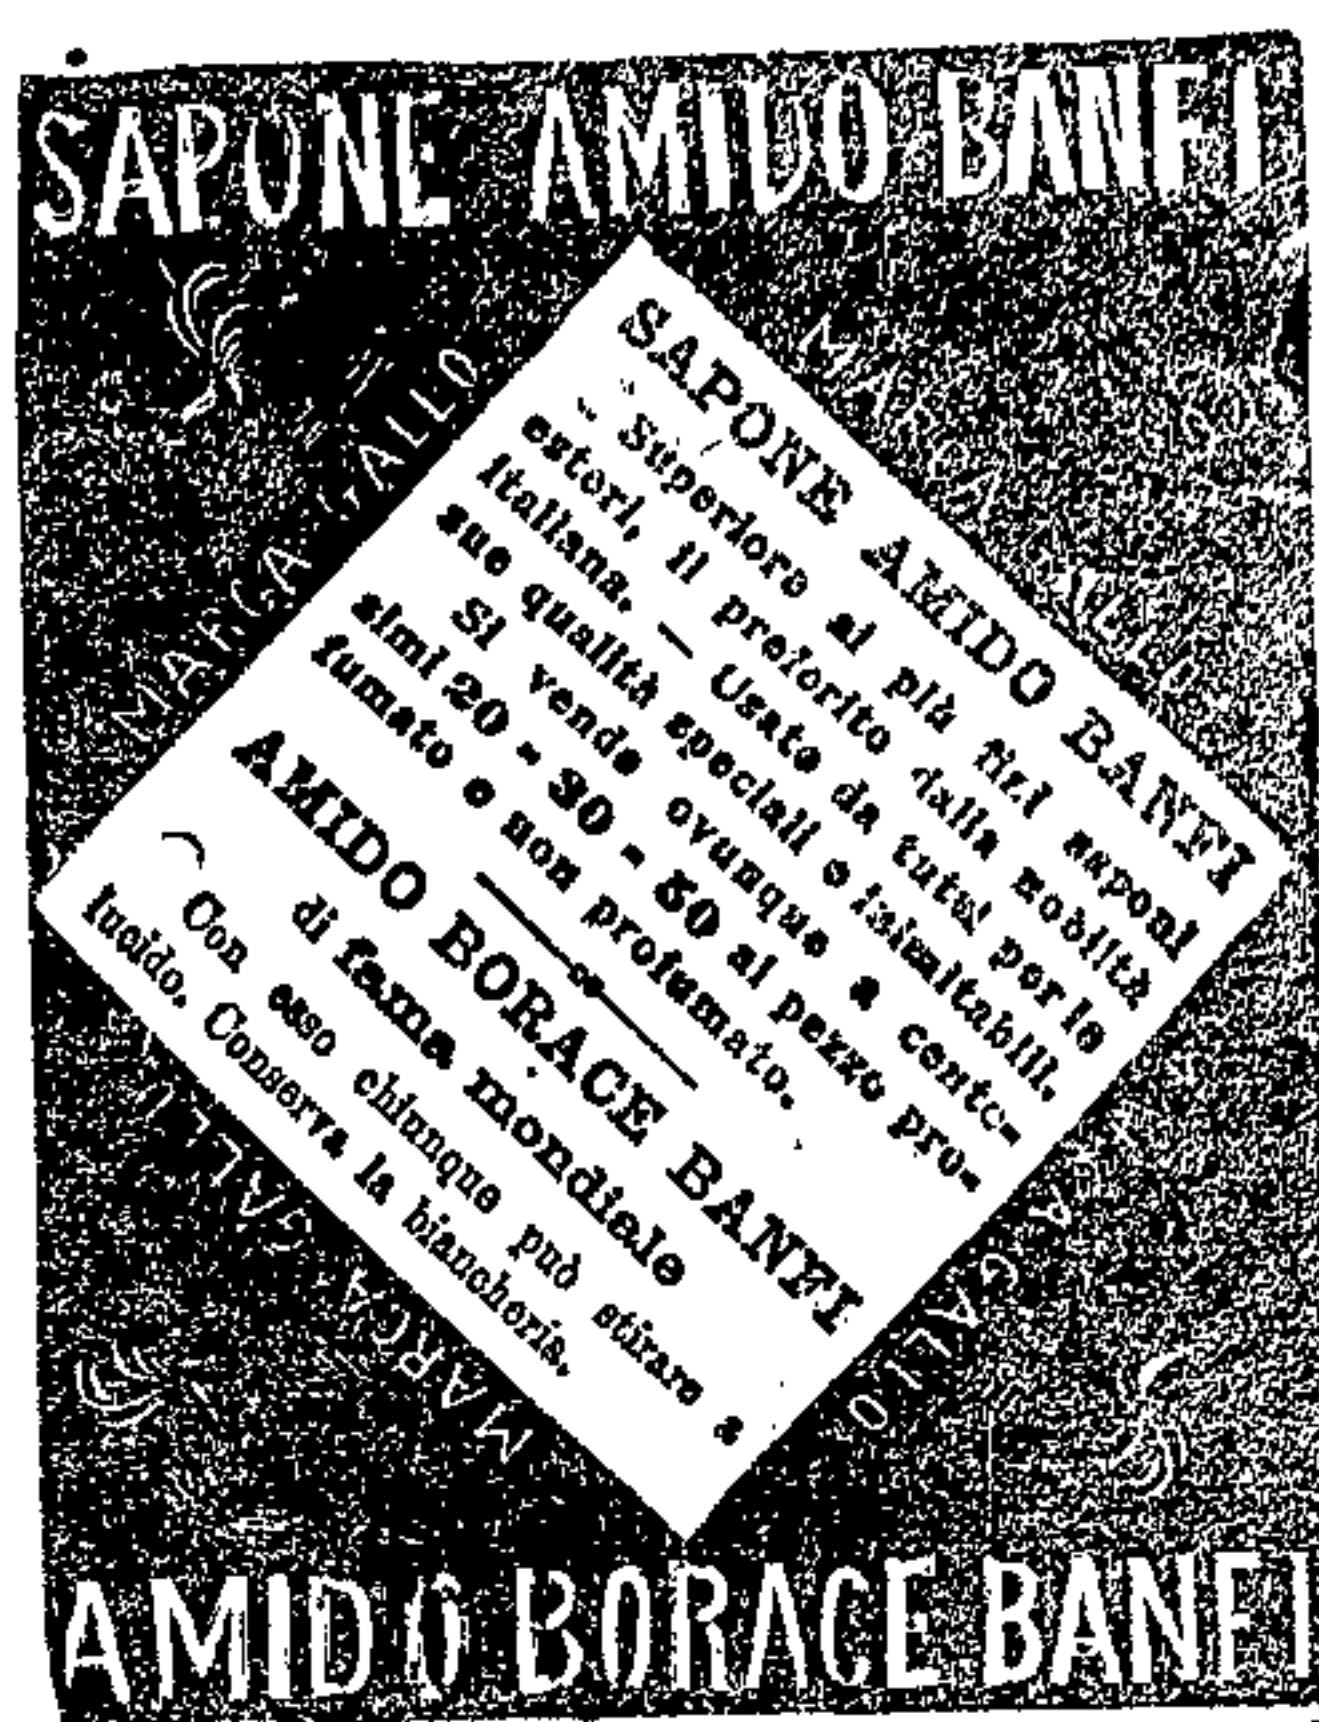 SAPONE AMIDO BANFI
MARCA GALLO
MARCA GALLO
SAPONE AMIDO BANFI
Superiore ai più fini saponi
esteri, il preferito dalla nobiltà
Italiana. — Usato da tutti per le
sue qualità speciali e inimitabili.
Si vende ovunque a cente-
simi 20 - 30 - 50 al pezzo pro-
fumato e non profumato.
AMIDO BORACE BANFI
di fama mondiale
Con esso chiunque può stirare a
lucido. Conserva la biancheria.
MARCA GALLO
GALLO
AMIDO BORACE BANFI